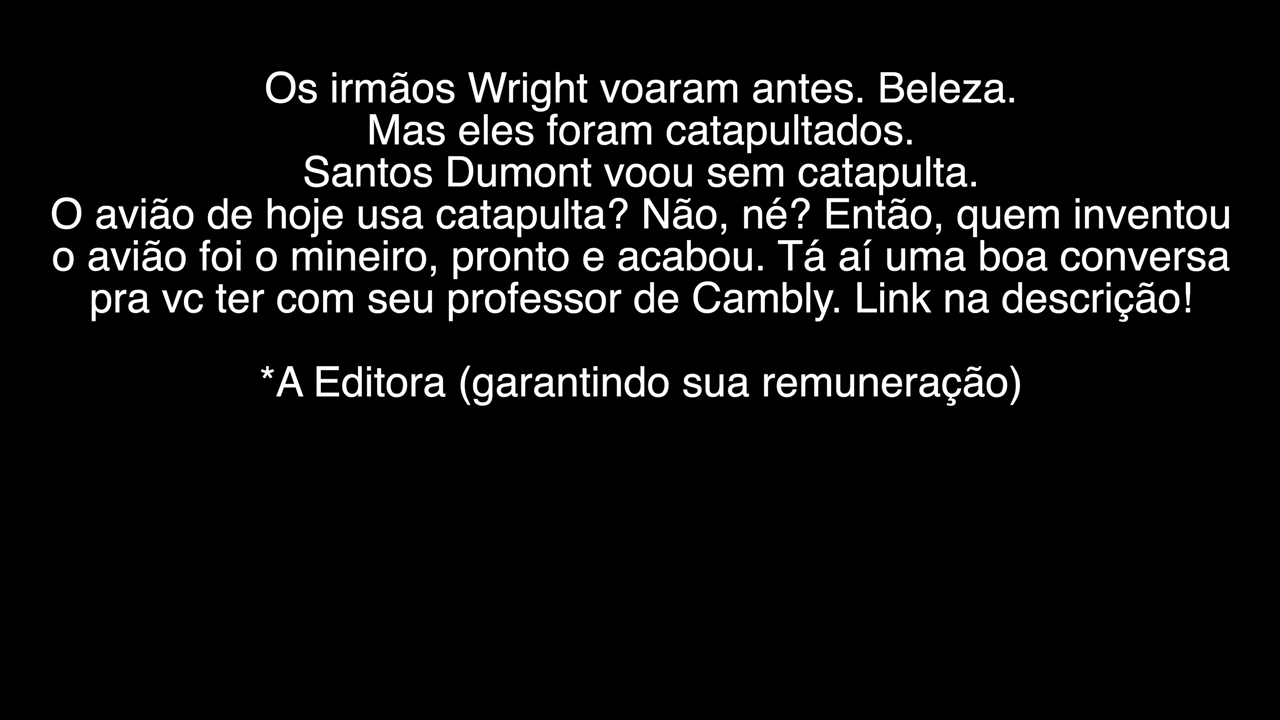 Os irmãos Wright voaram antes. Beleza.
Mas eles foram catapultados.
Santos Dumont voou sem catapulta.
O avião de hoje usa catapulta? Não, né? Então, quem inventou
o avião foi o mineiro, pronto e acabou. Tá aí uma boa conversa
pra vc ter com seu professor de Cambly. Link na descrição!
*A Editora (garantindo sua remuneração)